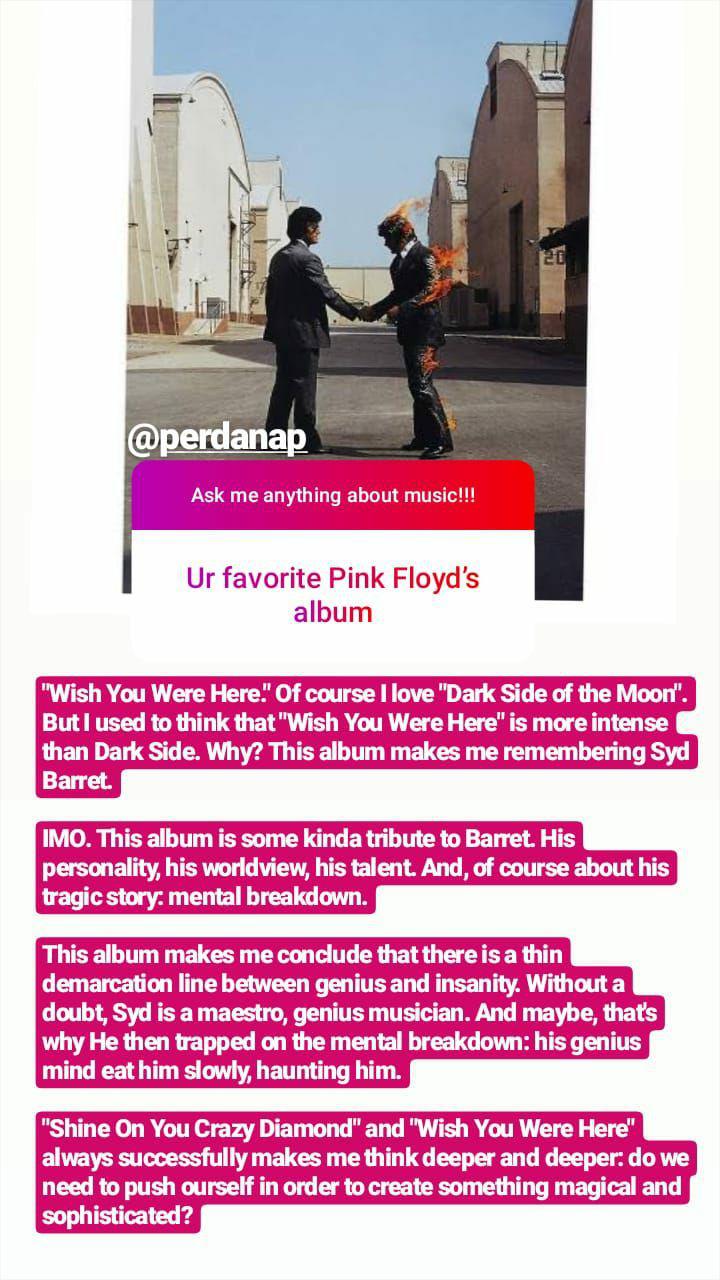 20
@perdanap
Ask me anything about music!!!
Ur favorite Pink Floyd’s
album
"Wish You Were Here." Of course I love "Dark Side of the Moon".
But I used to think that "Wish You Were Here" is more intense
than Dark Side. Why? This album makes me remembering Syd
Barret.
IMO. This album is some kinda tribute to Barret. His
personality, his worldview, his talent. And, of course about his
tragic story: mental breakdown.
This album makes me conclude that there is a thin
demarcation line between genius and insanity. Without a
doubt, Syd is a maestro, genius musician. And maybe, that's
why He then trapped on the mental breakdown: his genius
mind eat him slowly, haunting him.
"Shine On You Crazy Diamond" and "Wish You Were Here"
always successfully makes me think deeper and deeper: do we
need to push ourself in order to create something magical and
sophisticated?